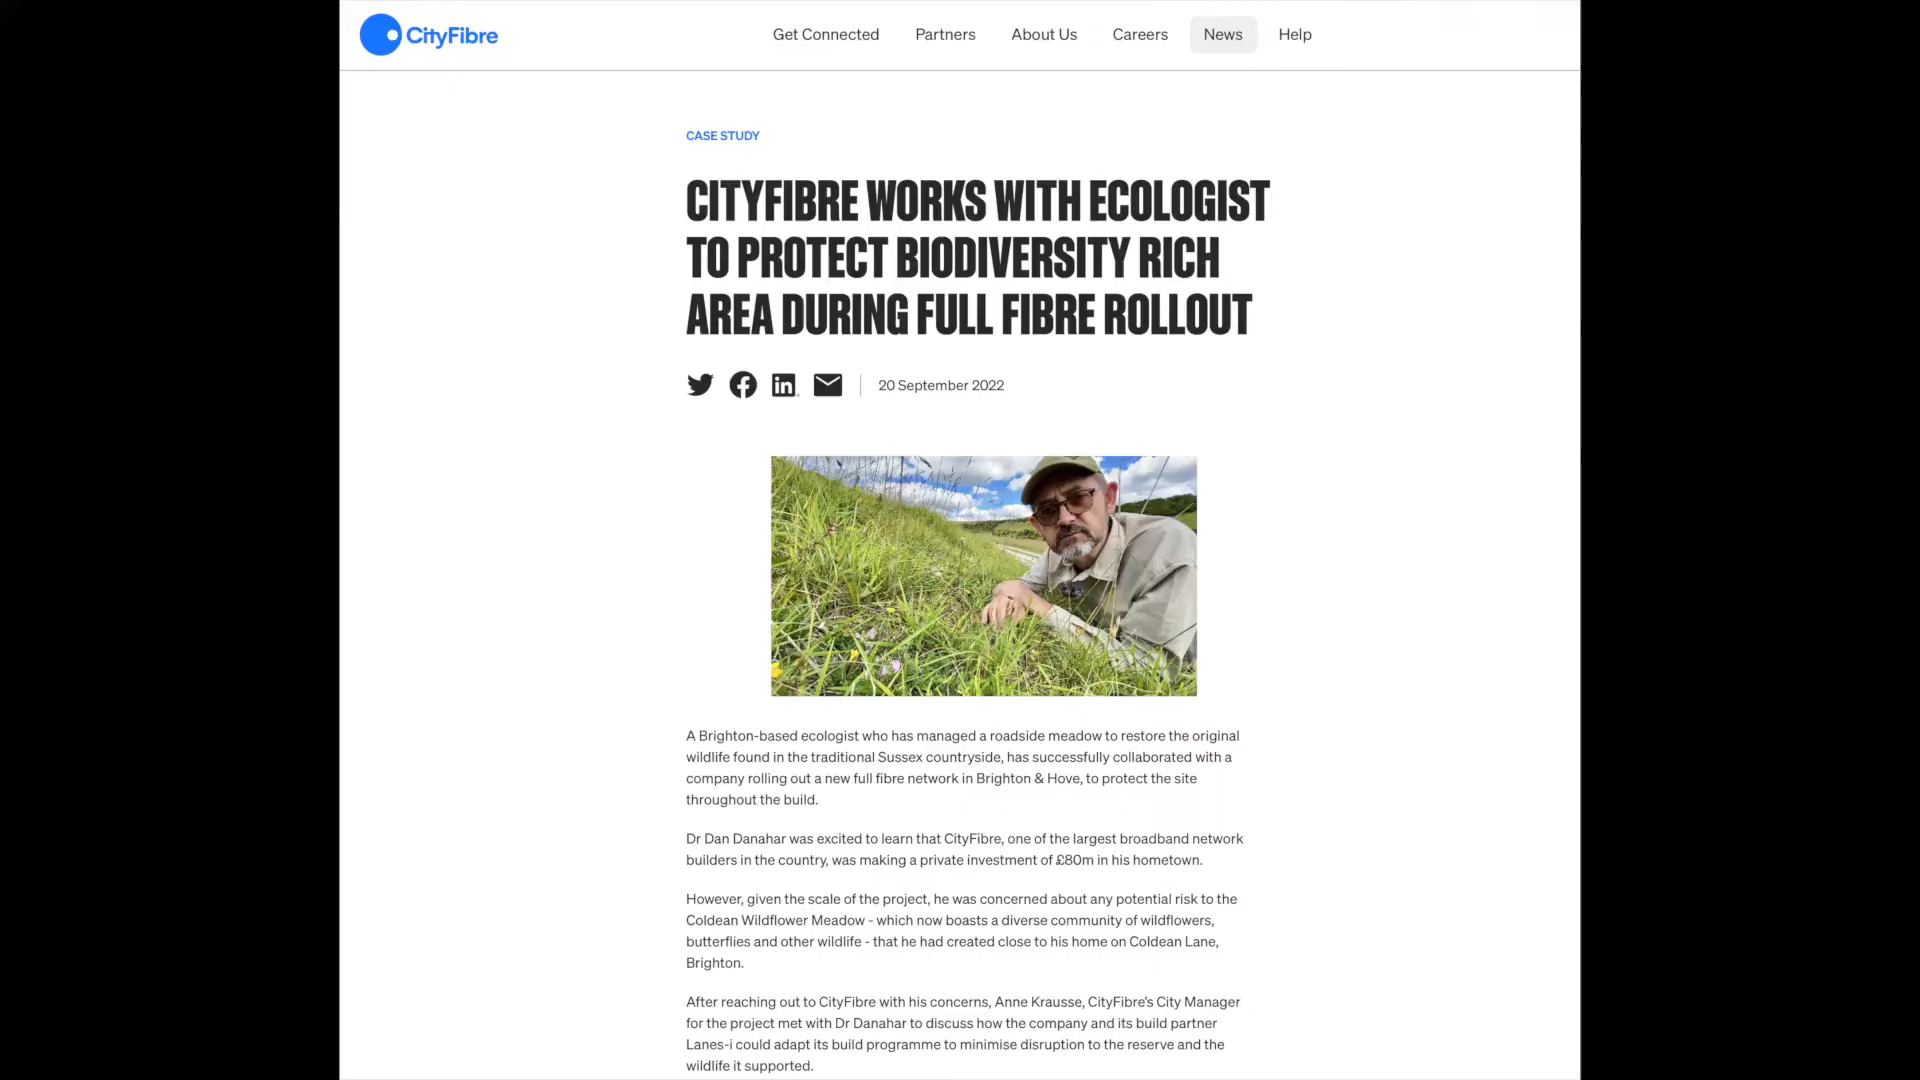 CityFibre
Get Connected
Partners
About Us
Careers
News
Help
CASE STUDY
CITYFIBRE WORKS WITH ECOLOGIST
TO PROTECT BIODIVERSITY RICH
AREA DURING FULL FIBRE ROLLOUT
20 September 2022
A Brighton-based ecologist who has managed a roadside meadow to restore the original
wildlife found in the traditional Sussex countryside, has successfully collaborated with a
company rolling out a new full fibre network in Brighton & Hove, to protect the site
throughout the build.
Dr Dan Danahar was excited to learn that CityFibre, one of the largest broadband network
builders in the country, was making a private investment of £80m in his hometown.
However, given the scale of the project, he was concerned about any potential risk to the
Coldean Wildflower Meadow - which now boasts a diverse community of wildflowers,
butterflies and other wildlife - that he had created close to his home on Coldean Lane,
Brighton.
After reaching out to CityFibre with his concerns, Anne Krausse, CityFibre's City Manager
for the project met with Dr Danahar to discuss how the company and its build partner
Lanes-i could adapt its build programme to minimise disruption to the reserve and the
wildlife it supported.